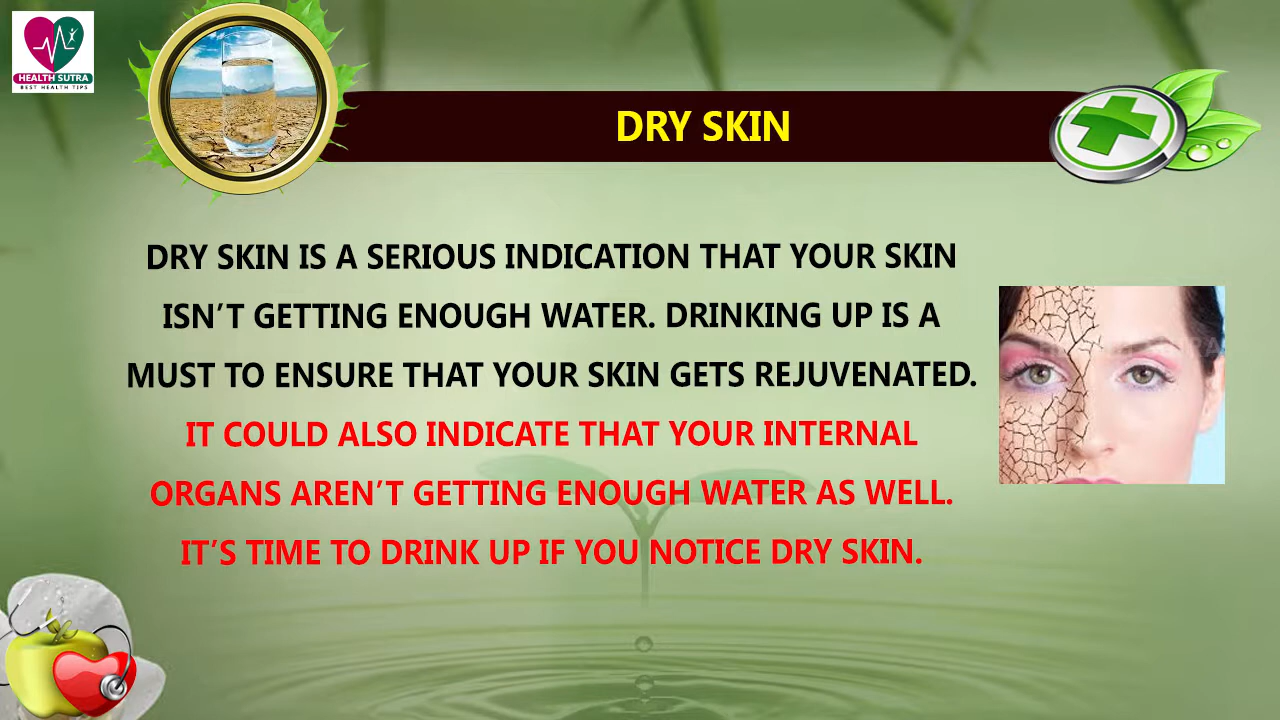 HEALTH SUTRA
BEST HEALTH TIPS
DRY SKIN
DRY SKIN IS A SERIOUS INDICATION THAT YOUR SKIN
ISN'T GETTING ENOUGH WATER. DRINKING UP IS A
MUST TO ENSURE THAT YOUR SKIN GETS REJUVENATED.
IT COULD ALSO INDICATE THAT YOUR INTERNAL
ORGANS AREN'T GETTING ENOUGH WATER AS WELL.
IT'S TIME TO DRINK UP IF YOU NOTICE DRY SKIN.